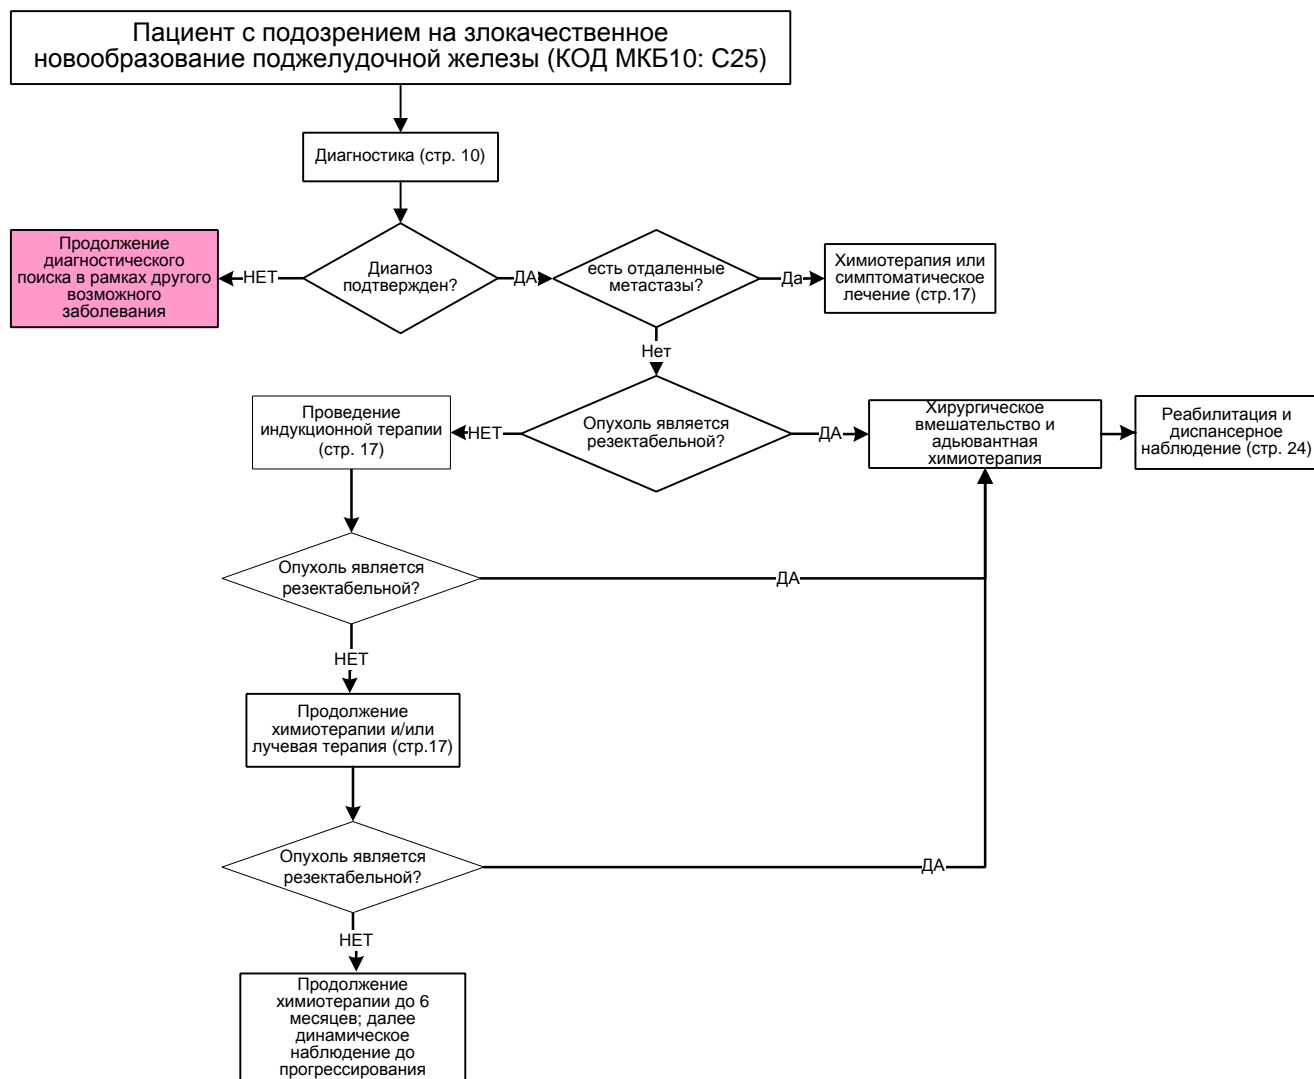 Пациент с подозрением на злокачественное
новообразование поджелудочной железы (КОД МКБ10: C25)
Диагностика (стр. 10)
Продолжение
диагностического
поиска в рамках другого
возможного
заболевания
НЕТ
Диагноз
подтвержден?
ДА
есть отдаленные
метастазы?
Да
Химиотерапия или
симптоматическое
лечение (стр.17)
Нет
Проведение
индукционной терапии
(стр. 17)
НЕТ
Опухоль является
резектабельной?
ДА
Хирургическое
вмешательство и
адьювантная
химиотерапия
Реабилитация и
диспансерное
наблюдение (стр. 24)
Опухоль является
резектабельной?
ДА
НЕТ
Продолжение
химиотерапии и/или
лучевая терапия (стр.17)
Опухоль является
резектабельной?
ДА
НЕТ
Продолжение
химиотерапии до 6
месяцев; далее
динамическое
наблюдение до
прогрессирования